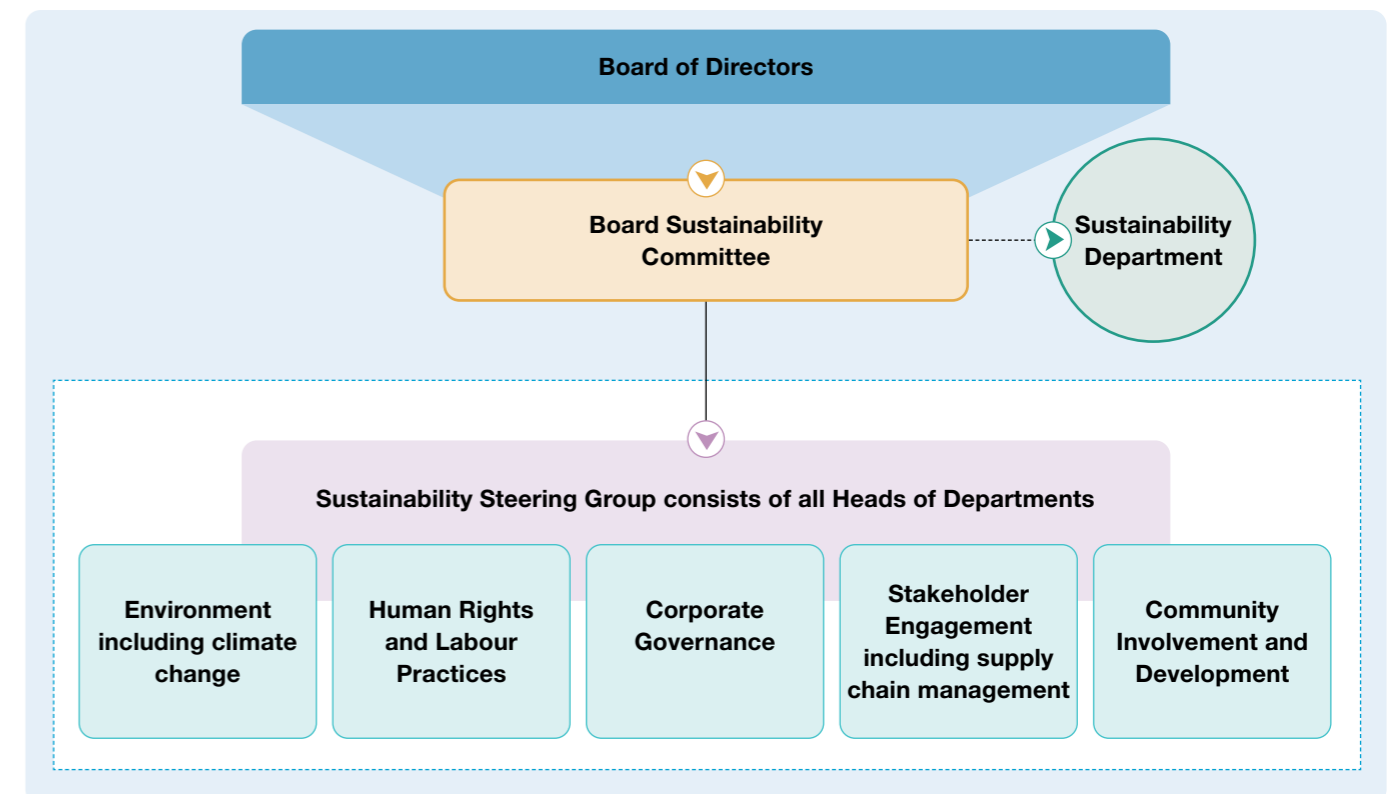 Board of Directors
Board Sustainability
Committee
Sustainability
Department
Sustainability Steering Group consists of all Heads of Departments
Environment
including climate
change
Human Rights
and Labour
Practices
Corporate
Governance
Stakeholder
Engagement
including supply
chain management
Community
Involvement and
Development